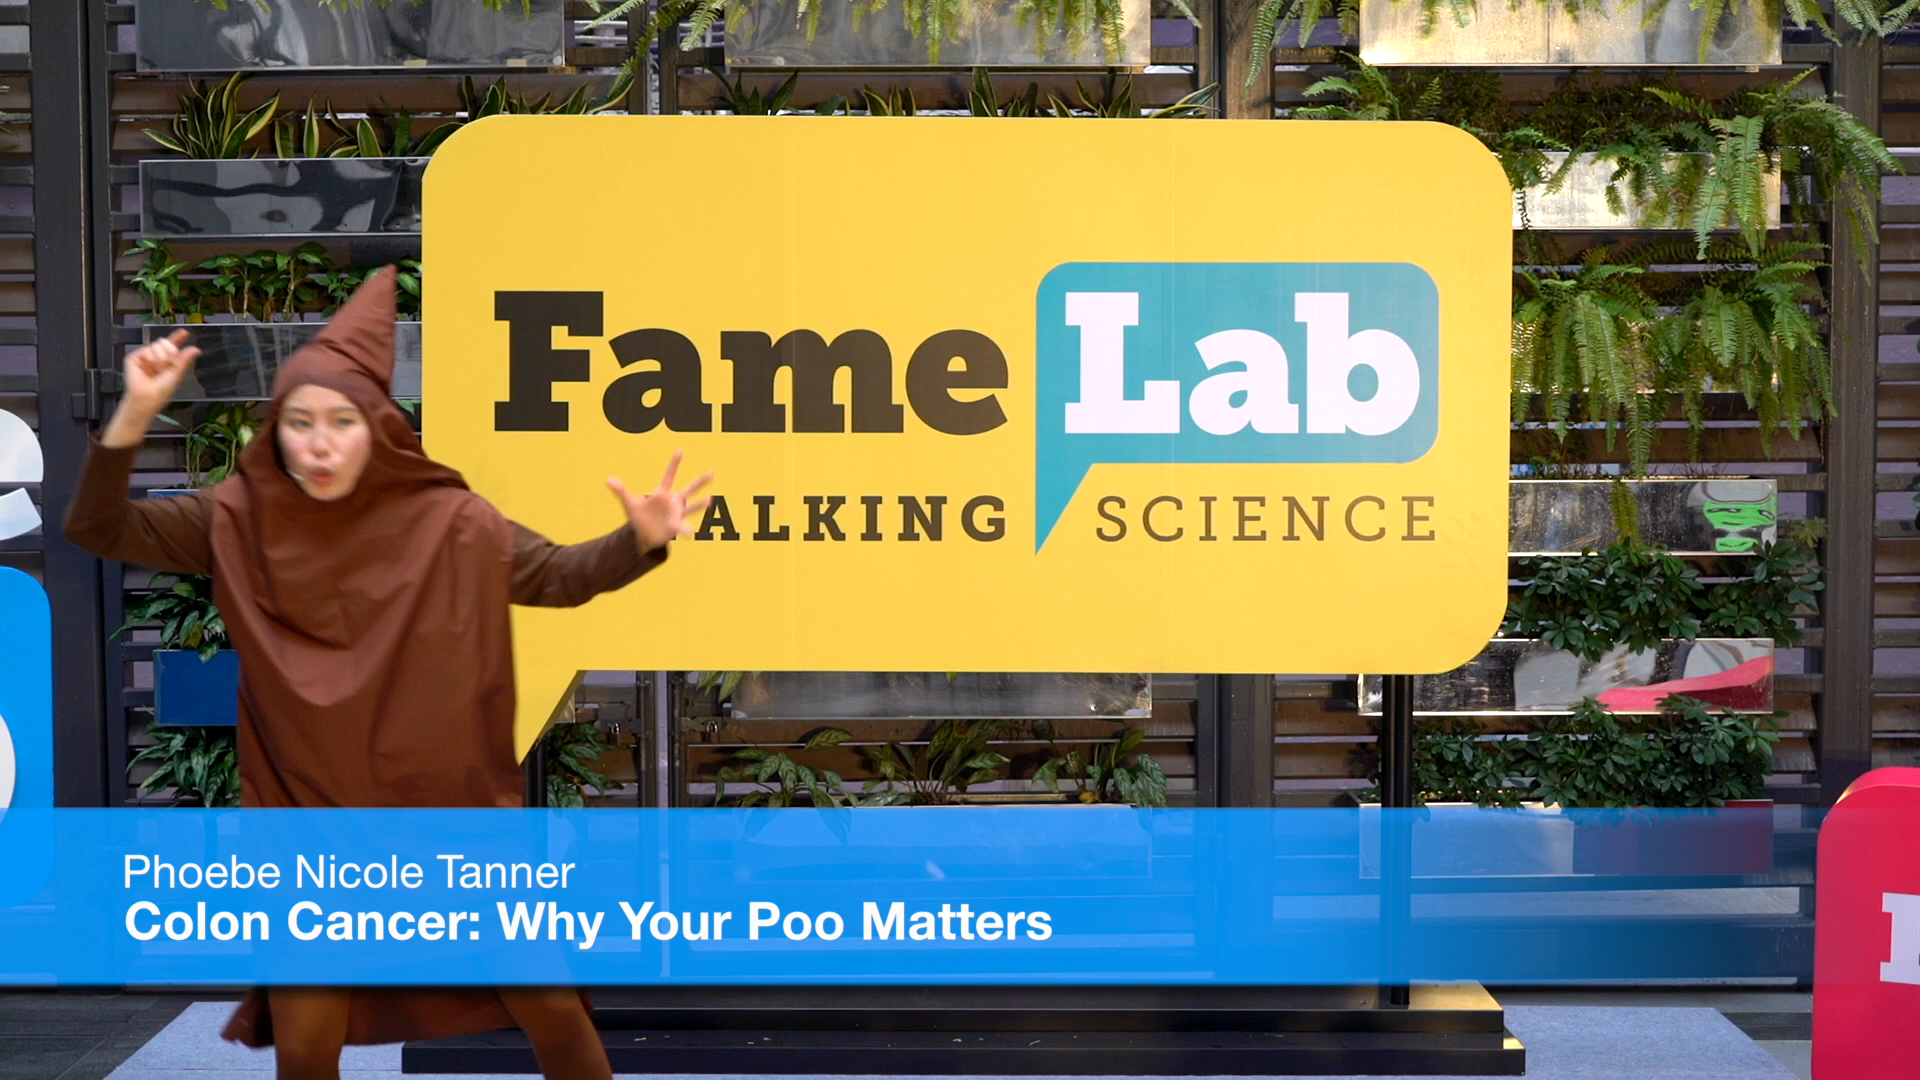 Fame Lab
ALKING SCIENCE
Phoebe Nicole Tanner
Colon Cancer: Why Your Poo Matters